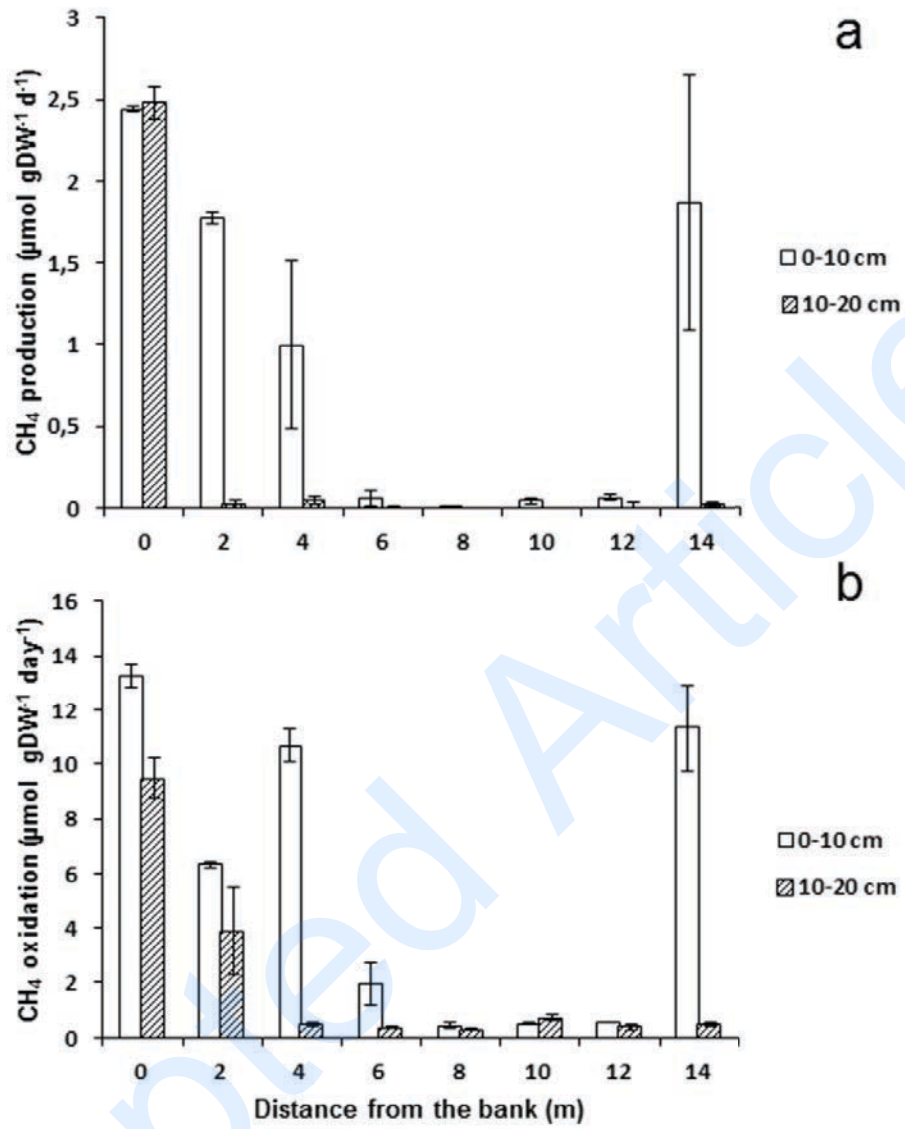 a
3
2,5
2
1,5
1
0,5
0
CH₄ production (µmol gDW⁻¹ d⁻¹)
0-10 cm
10-20 cm
0 2 4 6 8 10 12 14
b
16
14
12
10
8
6
4
2
0
CH₄ oxidation (µmol gDW⁻¹ day⁻¹)
0-10 cm
10-20 cm
0 2 4 6 8 10 12 14
Distance from the bank (m)
pted Article